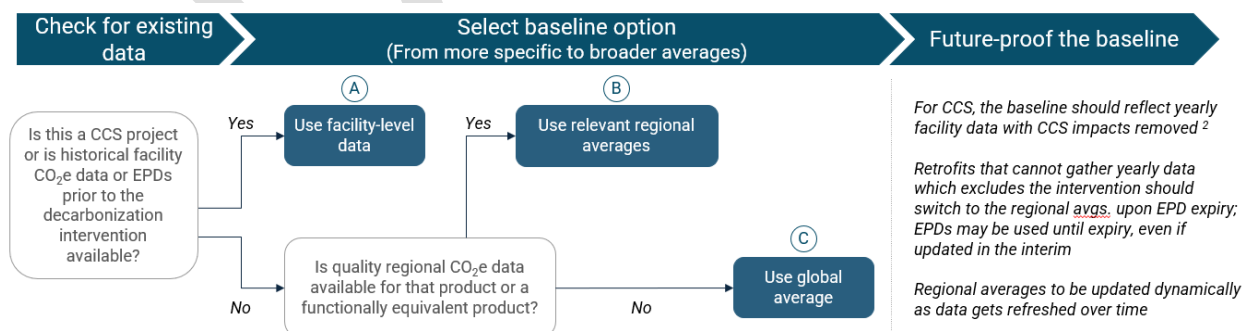 Check for existing
data
Select baseline option
(From more specific to broader averages)
Future-proof the baseline
Is this a CCS project
or is historical facility
CO₂e data or EPDs
prior to the
decarbonization
intervention
available?
Yes
No
A
Use facility-level
data
Is quality regional CO₂e data
available for that product or a
functionally equivalent product?
Yes
No
B
Use relevant regional
averages
C
Use global
average
For CCS, the baseline should reflect yearly
facility data with CCS impacts removed ²
Retrofits that cannot gather yearly data
which excludes the intervention should
switch to the regional avgs. upon EPD expiry;
EPDs may be used until expiry, even if
updated in the interim
Regional averages to be updated dynamically
as data gets refreshed over time